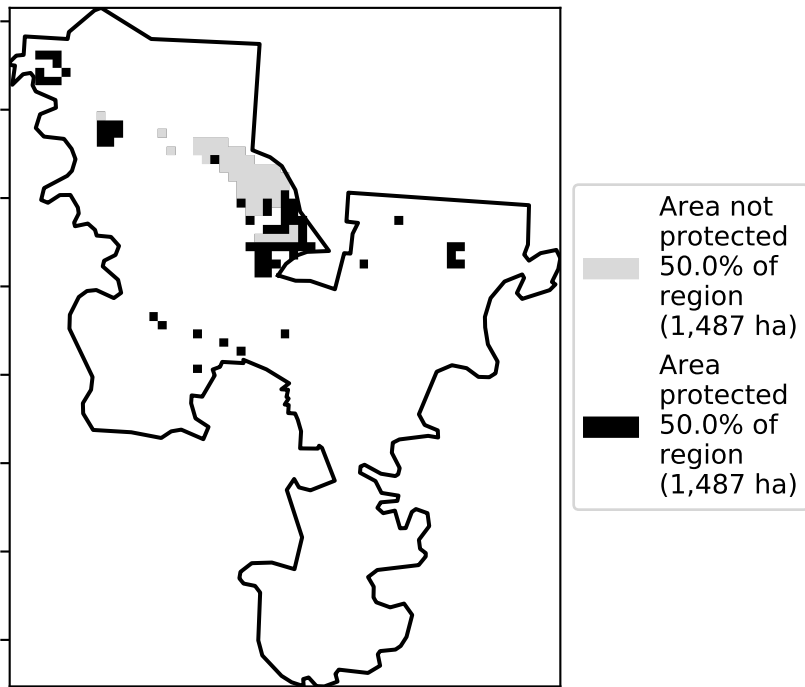 Area not
protected
50.0% of
region
(1,487 ha)
Area
protected
50.0% of
region
(1,487 ha)